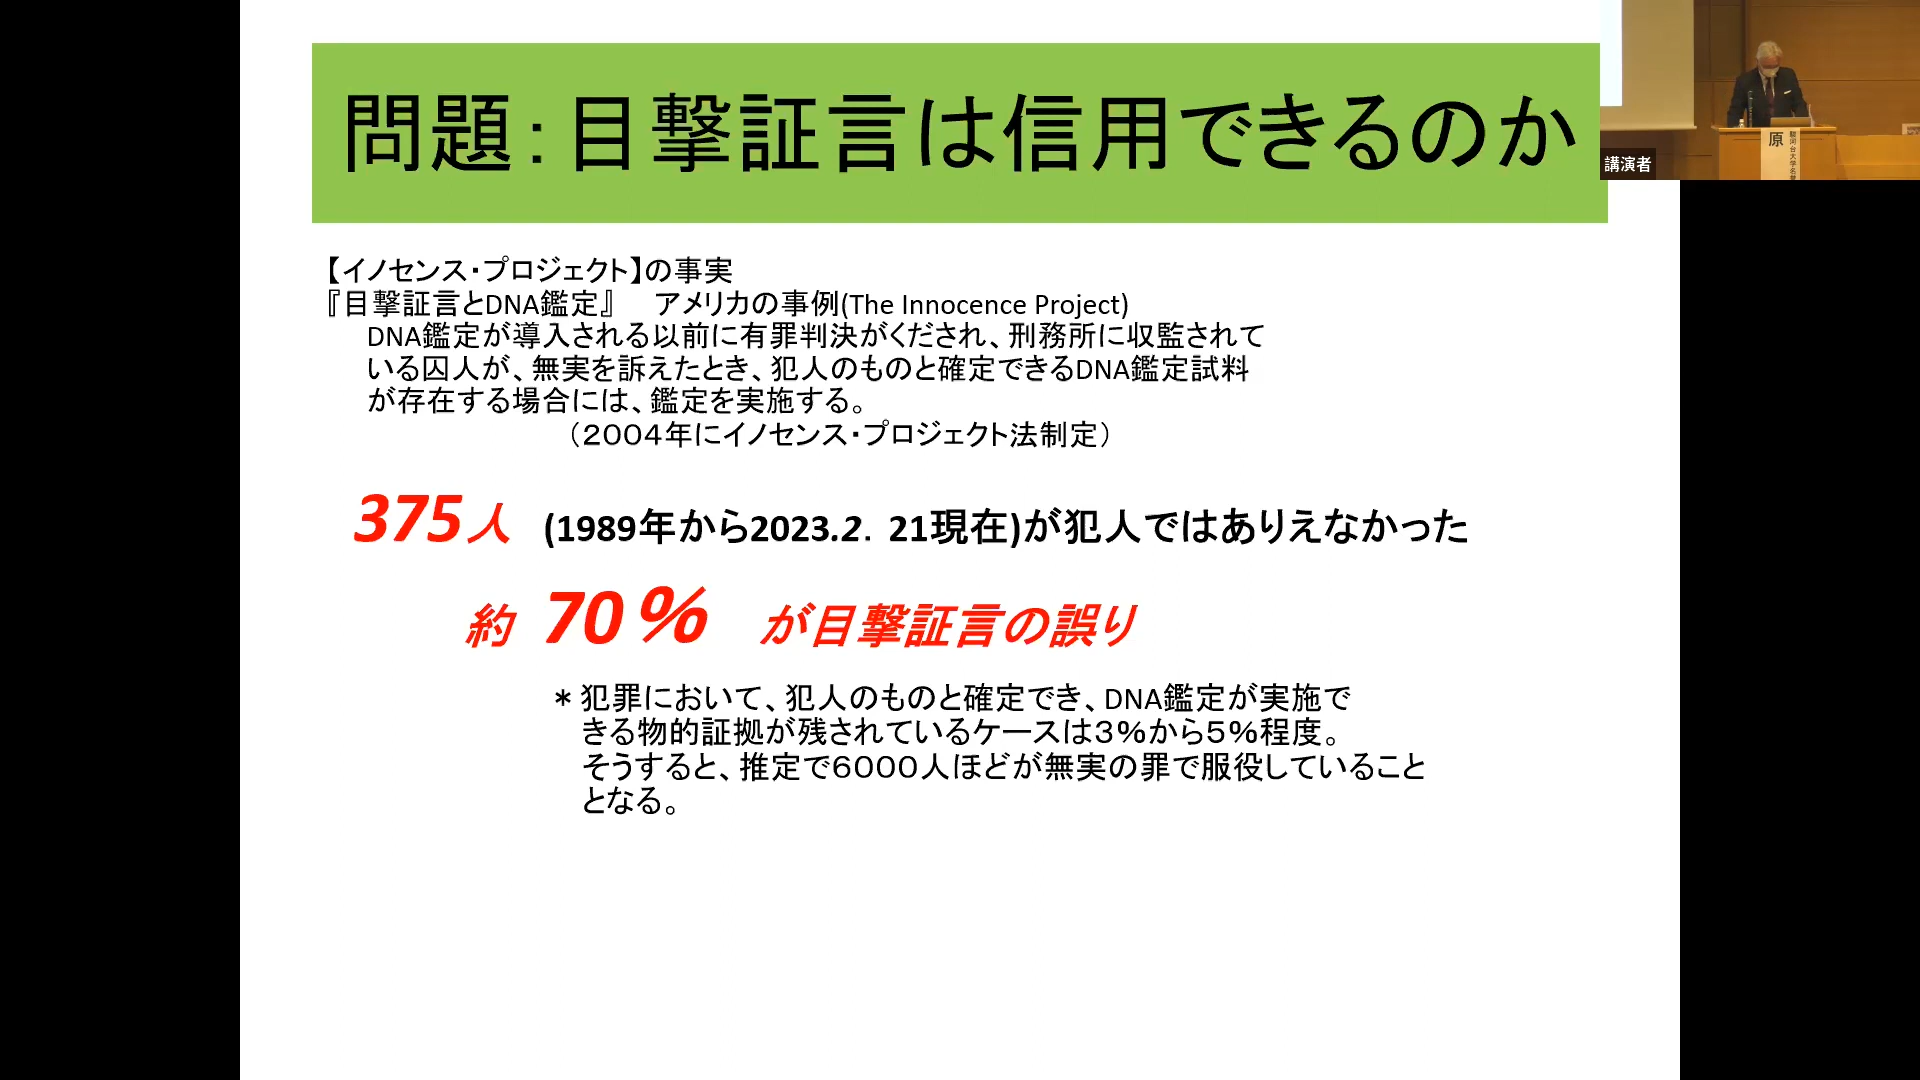 問題：目撃証言は信用できるのか
【イノセンス・プロジェクト】の事実
『目撃証言とDNA鑑定』　アメリカの事例(The Innocence Project)
DNA鑑定が導入される以前に有罪判決がくだされ、刑務所に収監されて
いる囚人が、無実を訴えたとき、犯人のものと確定できるDNA鑑定試料
が存在する場合には、鑑定を実施する。
（２００４年にイノセンス・プロジェクト法制定）
375人 (1989年から2023.2．21現在)が犯人ではありえなかった
約 70％ が目撃証言の誤り
＊犯罪において、犯人のものと確定でき、DNA鑑定が実施で
きる物的証拠が残されているケースは３％から５％程度。
そうすると、推定で６０００人ほどが無実の罪で服役していること
となる。
講演者
原
駿河台大学名誉